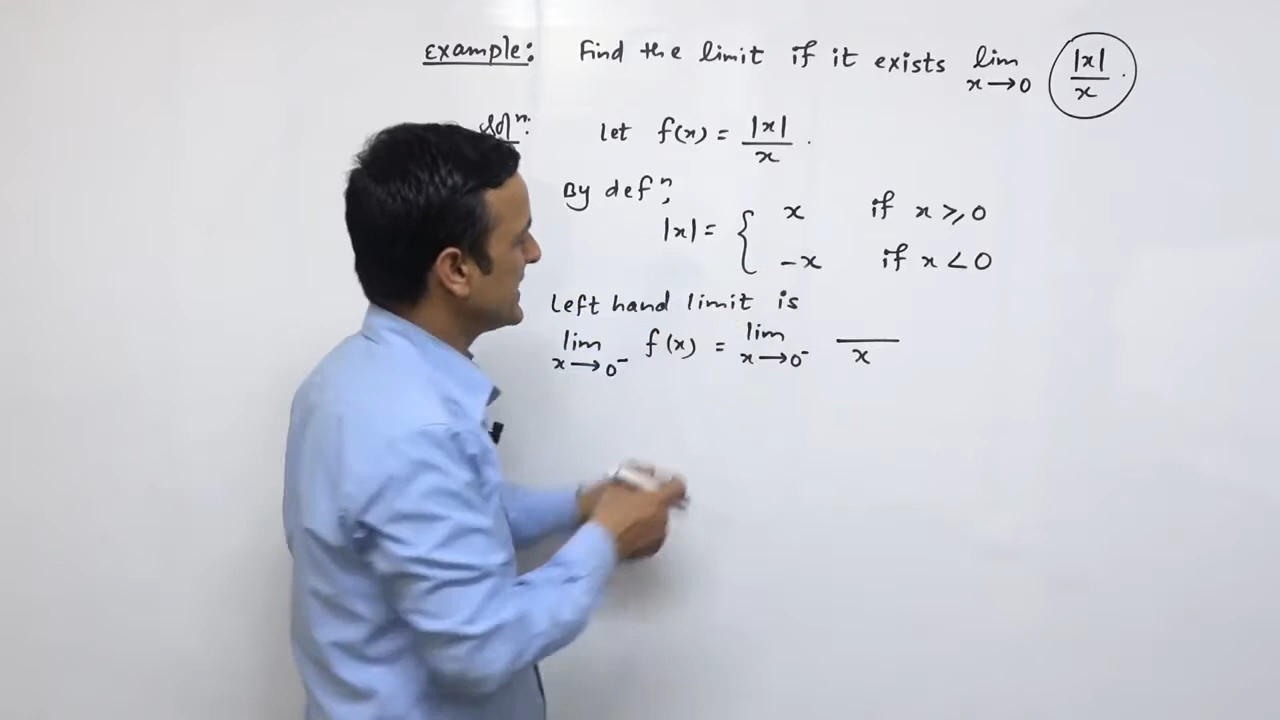 example: Find the limit if it exists lim x→0 |x|/x .
Solⁿ: let f(x) = |x|/x .
By defⁿ,
|x| = { x if x ≥ 0
-x if x < 0
Left hand limit is
lim x→0⁻ f(x) = lim x→0⁻ /x